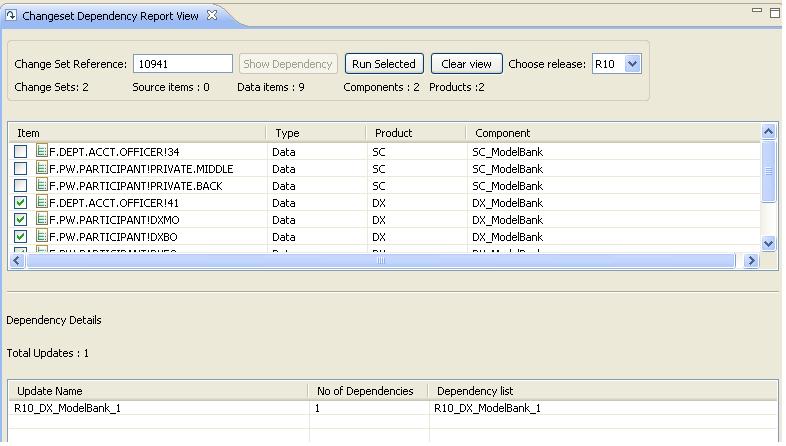 Changeset Dependency Report View
Change Set Reference: 10941 Show Dependency Run Selected Clear view Choose release: R10
Change Sets: 2 Source items : 0 Data items : 9 Components : 2 Products :2
Item Type Product Component
F.DEPT.ACCT.OFFICER!34 Data SC SC_ModelBank
F.PW.PARTICIPANT!PRIVATE.MIDDLE Data SC SC_ModelBank
F.PW.PARTICIPANT!PRIVATE.BACK Data SC SC_ModelBank
F.DEPT.ACCT.OFFICER!41 Data DX DX_ModelBank
F.PW.PARTICIPANT!DXMO Data DX DX_ModelBank
F.PW.PARTICIPANT!DXBO Data DX DX_ModelBank
Dependency Details
Total Updates : 1
Update Name No of Dependencies Dependency list
R10_DX_ModelBank_1 1 R10_DX_ModelBank_1